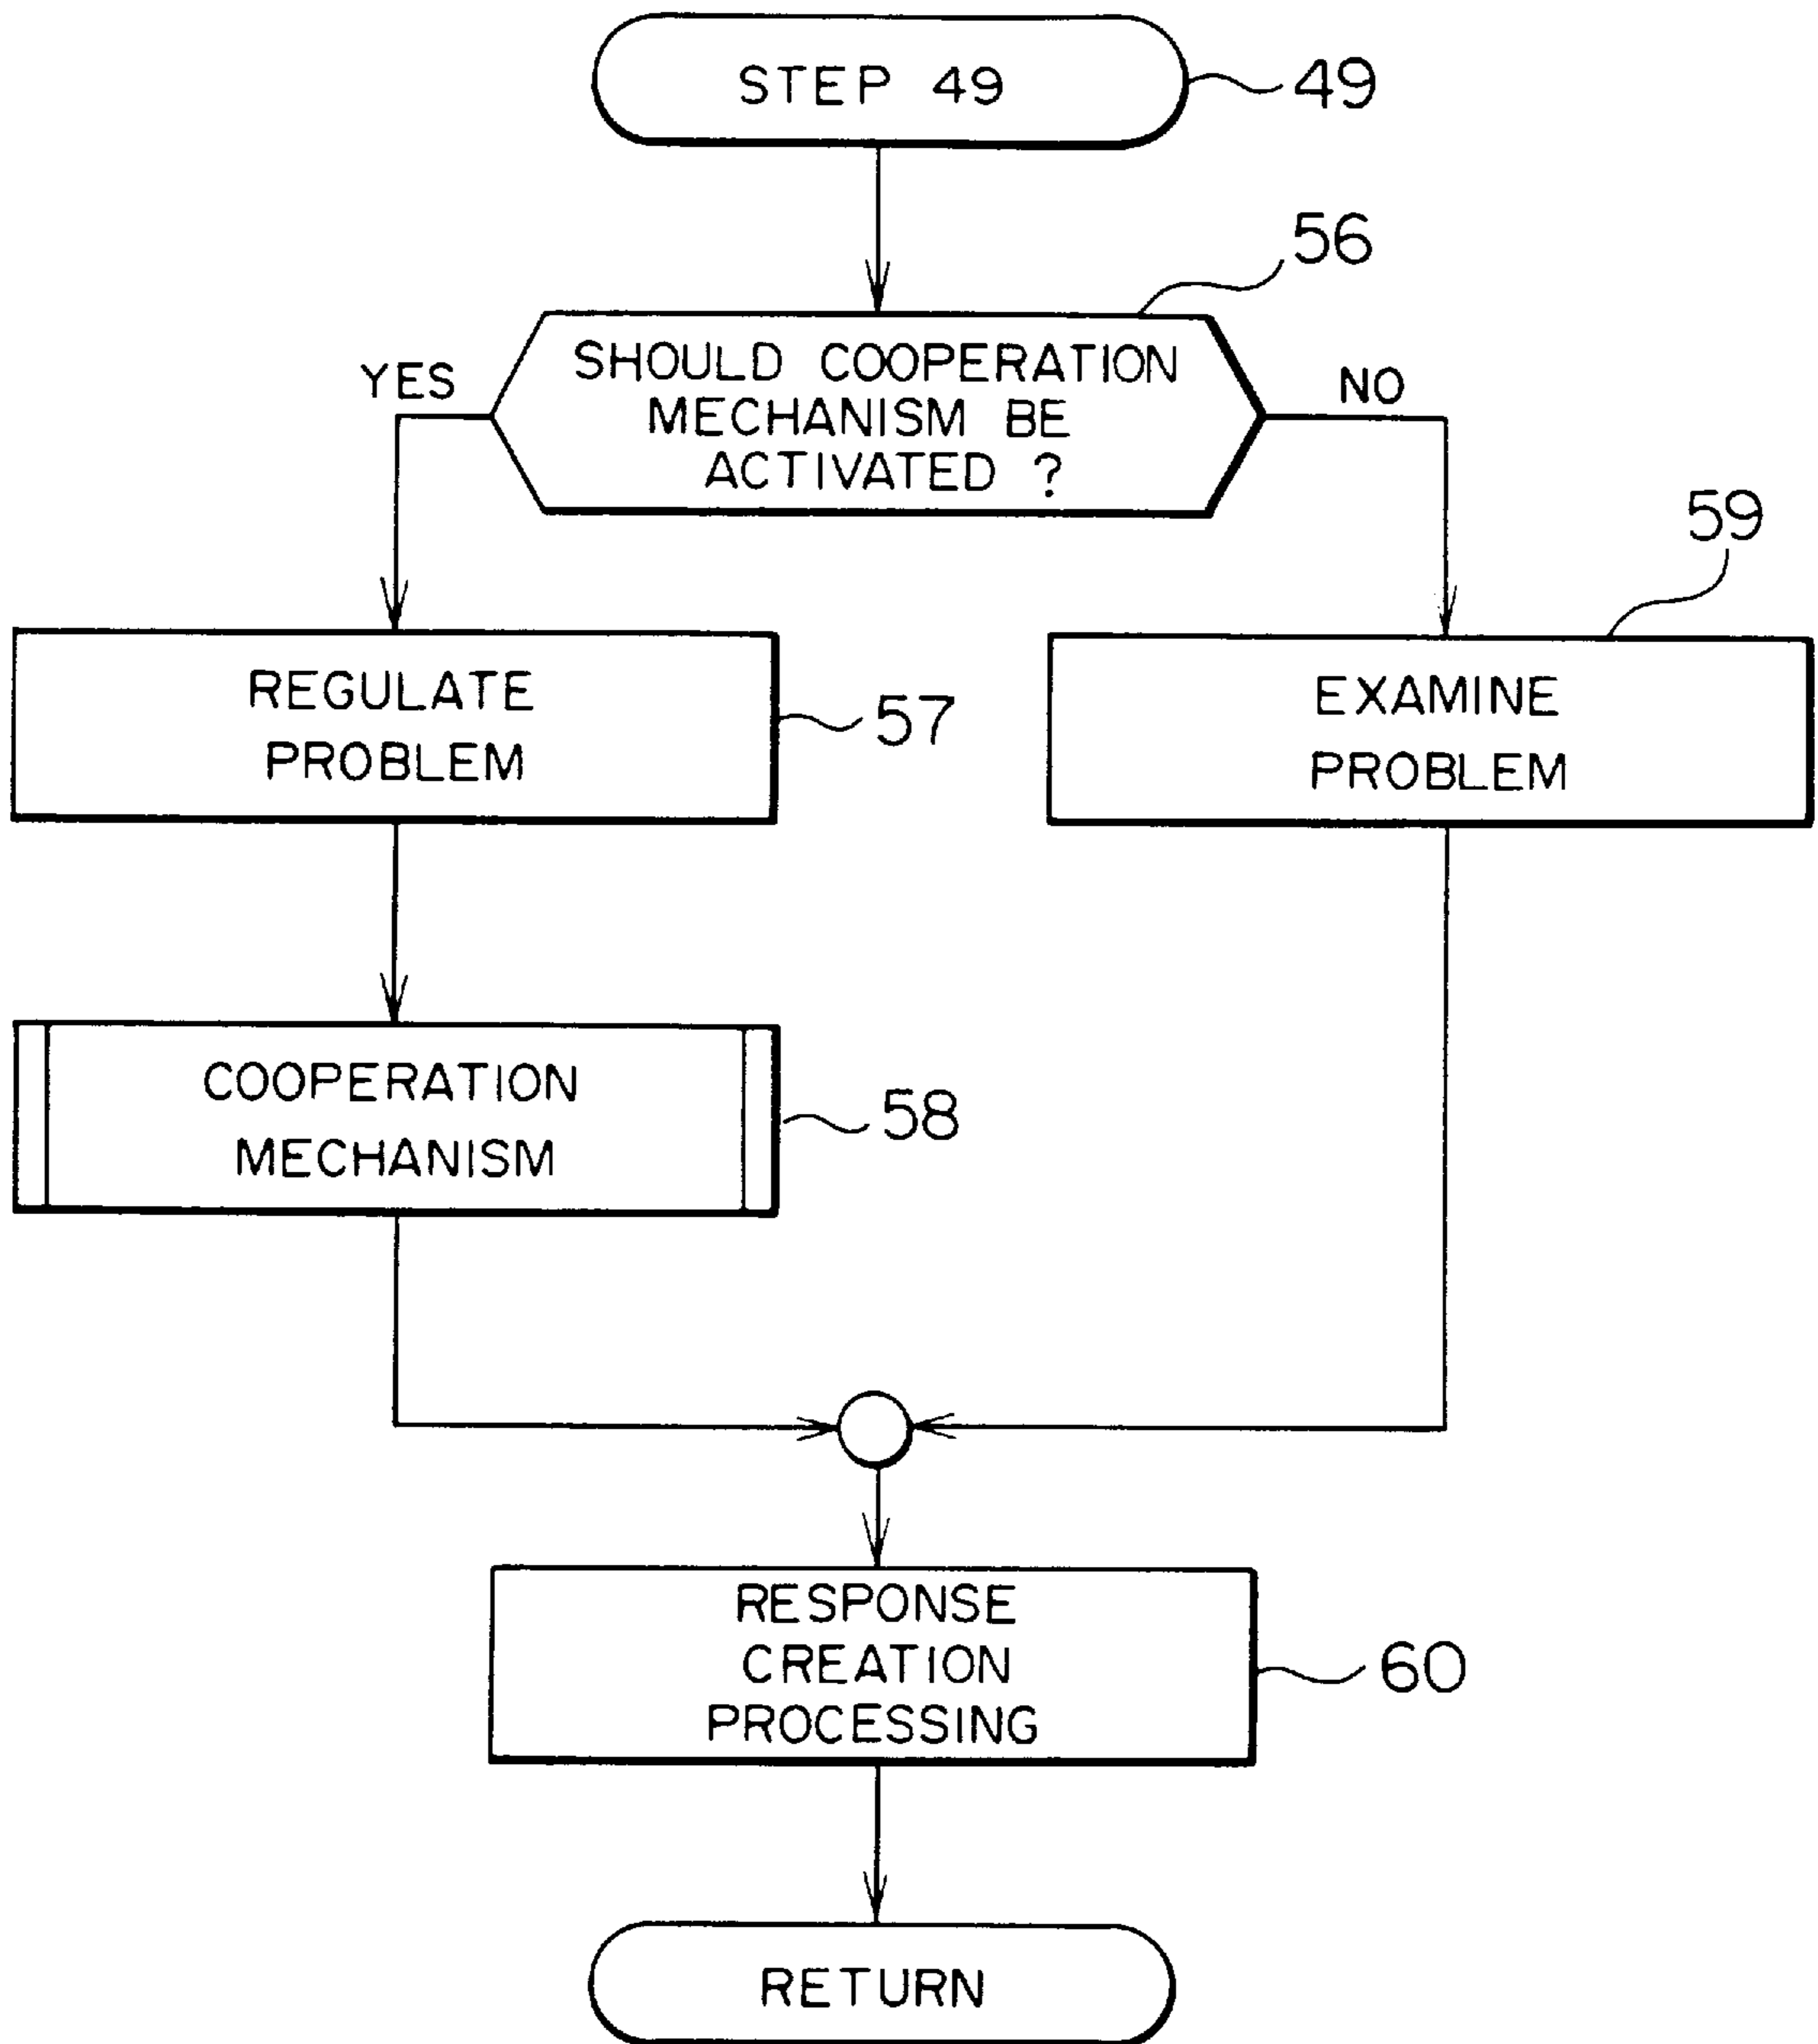 STEP 49
49
56
SHOULD COOPERATION
MECHANISM BE
ACTIVATED ?
YES
NO
59
REGULATE
PROBLEM
57
EXAMINE
PROBLEM
COOPERATION
MECHANISM
58
RESPONSE
CREATION
PROCESSING
60
RETURN